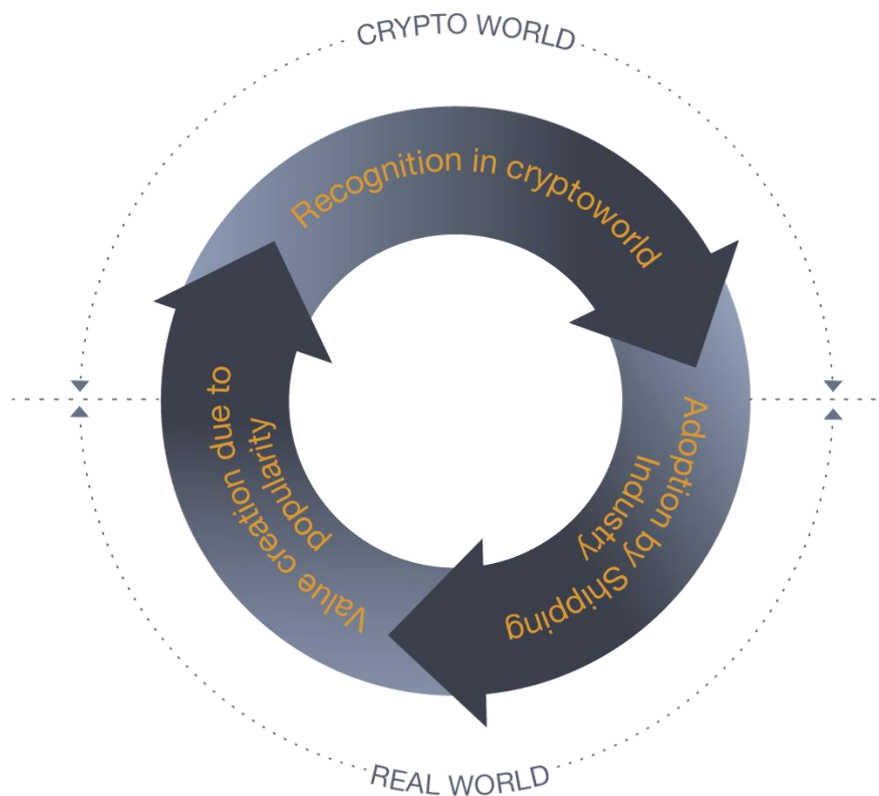 CRYPTO WORLD
Recognition in cryptoworld
Adoption by Shipping
Industry
Value creation due to
popularity
REAL WORLD